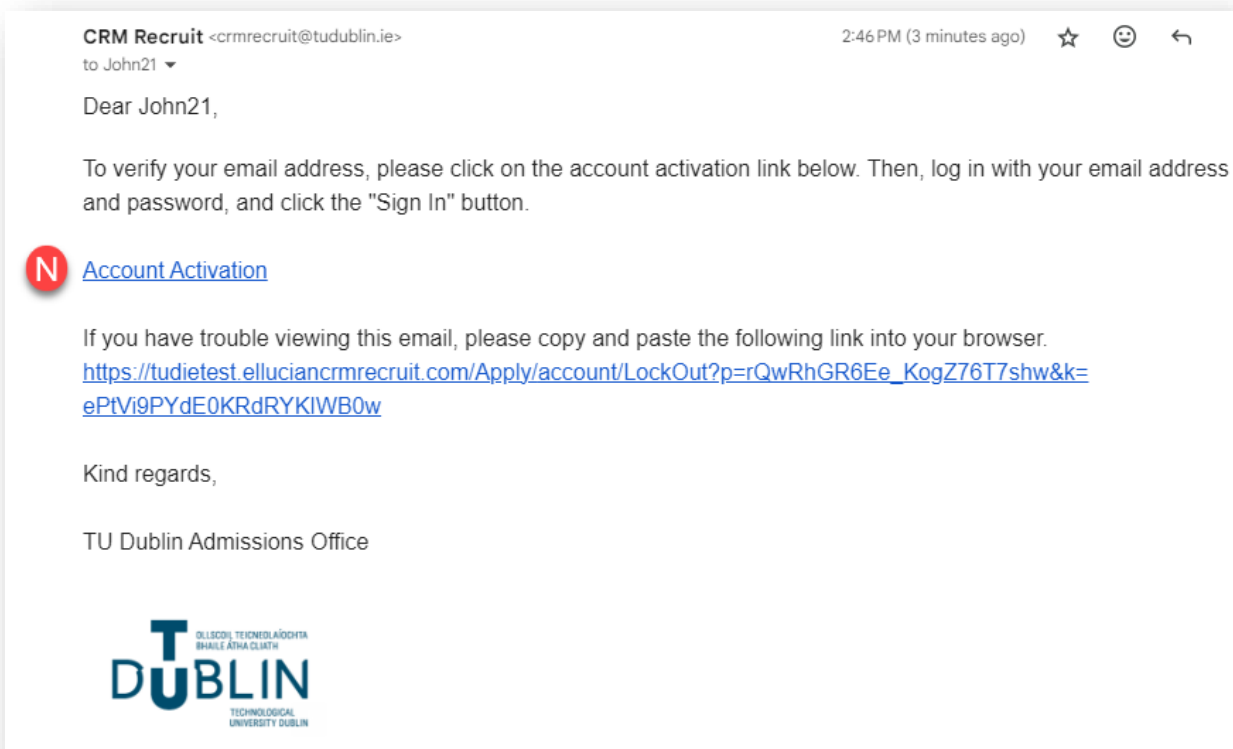 CRM Recruit <crmrecruit@tudublin.ie>
2:46 PM (3 minutes ago)
to John21
Dear John21,
To verify your email address, please click on the account activation link below. Then, log in with your email address
and password, and click the "Sign In" button.
N Account Activation
If you have trouble viewing this email, please copy and paste the following link into your browser.
https://tudietest.elluciancrmrecruit.com/Apply/account/LockOut?p=rQwRhGR6Ee_KogZ76T7shw&k=
ePtVi9PYdE0KRdRYKIWB0w
Kind regards,
TU Dublin Admissions Office
OLLSCOIL TEICNEOLAÍOCHTA
BHAILE ÁTHA CLIATH
T
DUBLIN
TECHNOLOGICAL
UNIVERSITY DUBLIN